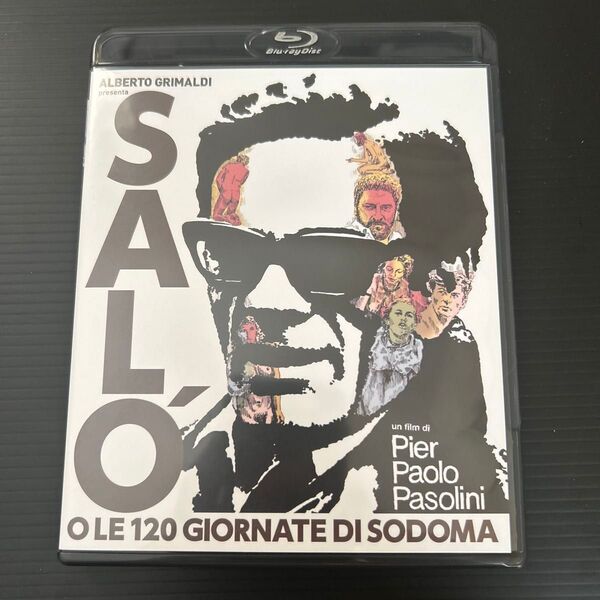 Blu-ray Disc
ALBERTO GRIMALDI
presenta
SALÓ
un film di
Pier
Paolo
Pasolini
O LE 120 GIORNATE DI SODOMA